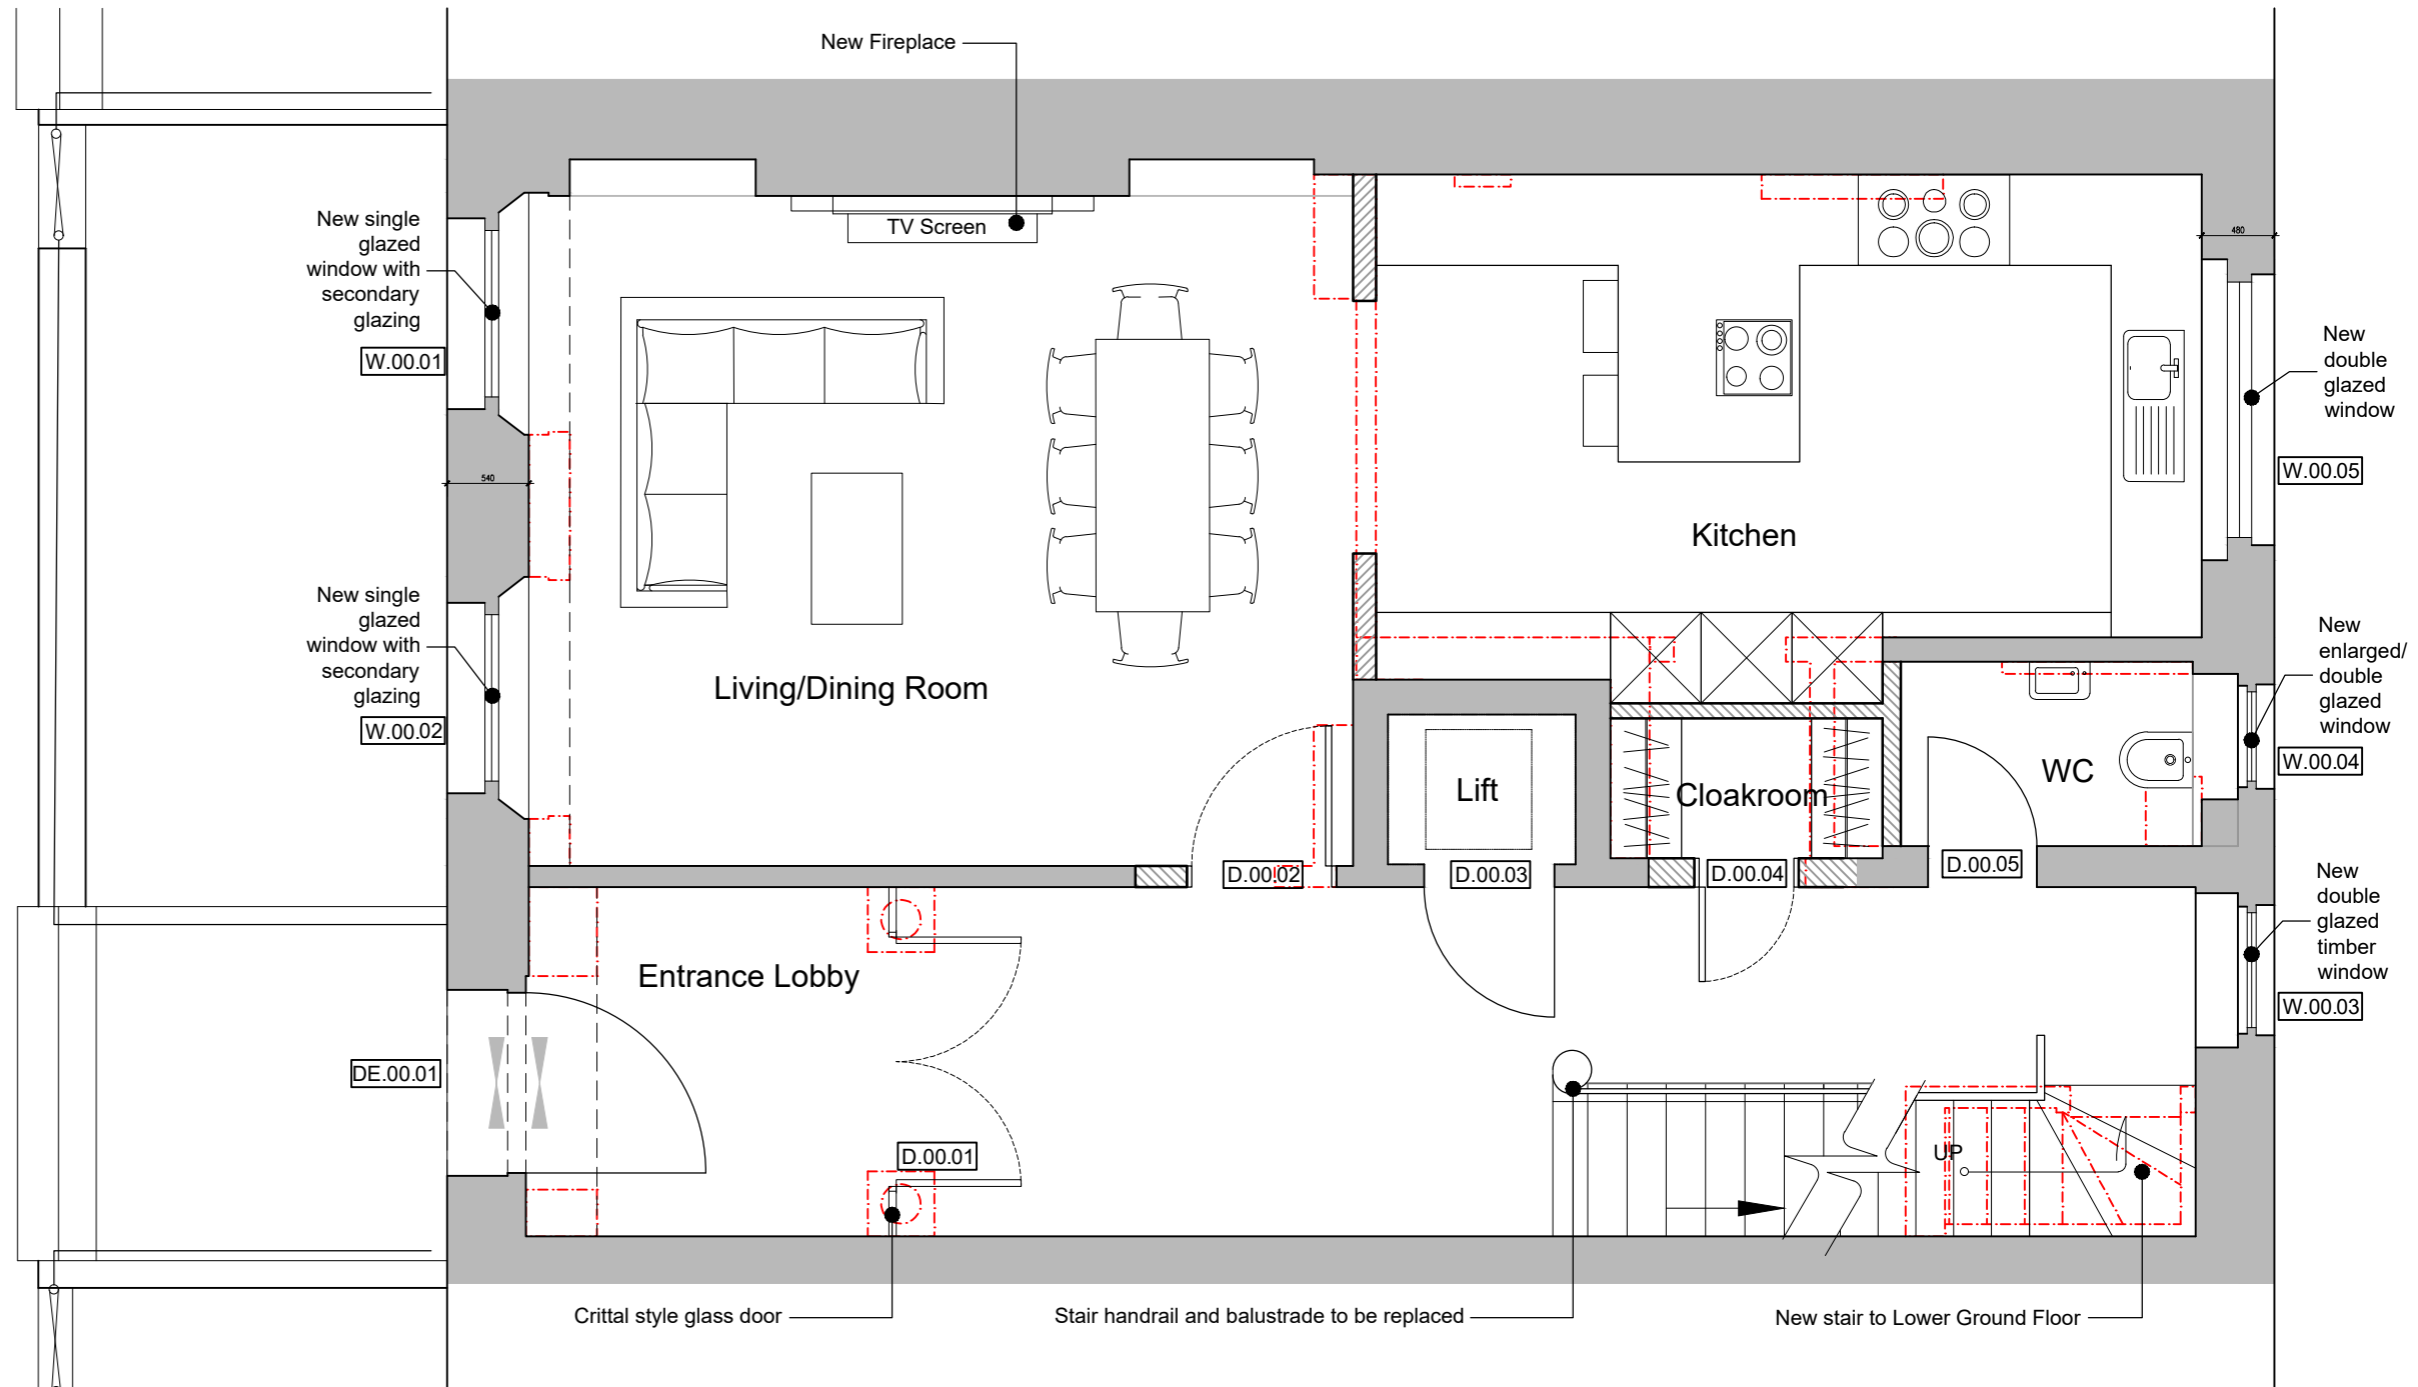 New Fireplace
TV Screen
New single
glazed
window with
secondary
glazing
W.00.01
480
New
double
glazed
window
W.00.05
540
Kitchen
New single
glazed
window with
secondary
glazing
W.00.02
Living/Dining Room
New
enlarged/
double
glazed
window
W.00.04
Lift
Cloakroom
WC
D.00.02
D.00.03
D.00.04
D.00.05
New
double
glazed
timber
window
W.00.03
Entrance Lobby
DE.00.01
D.00.01
UP
Crittal style glass door
Stair handrail and balustrade to be replaced
New stair to Lower Ground Floor